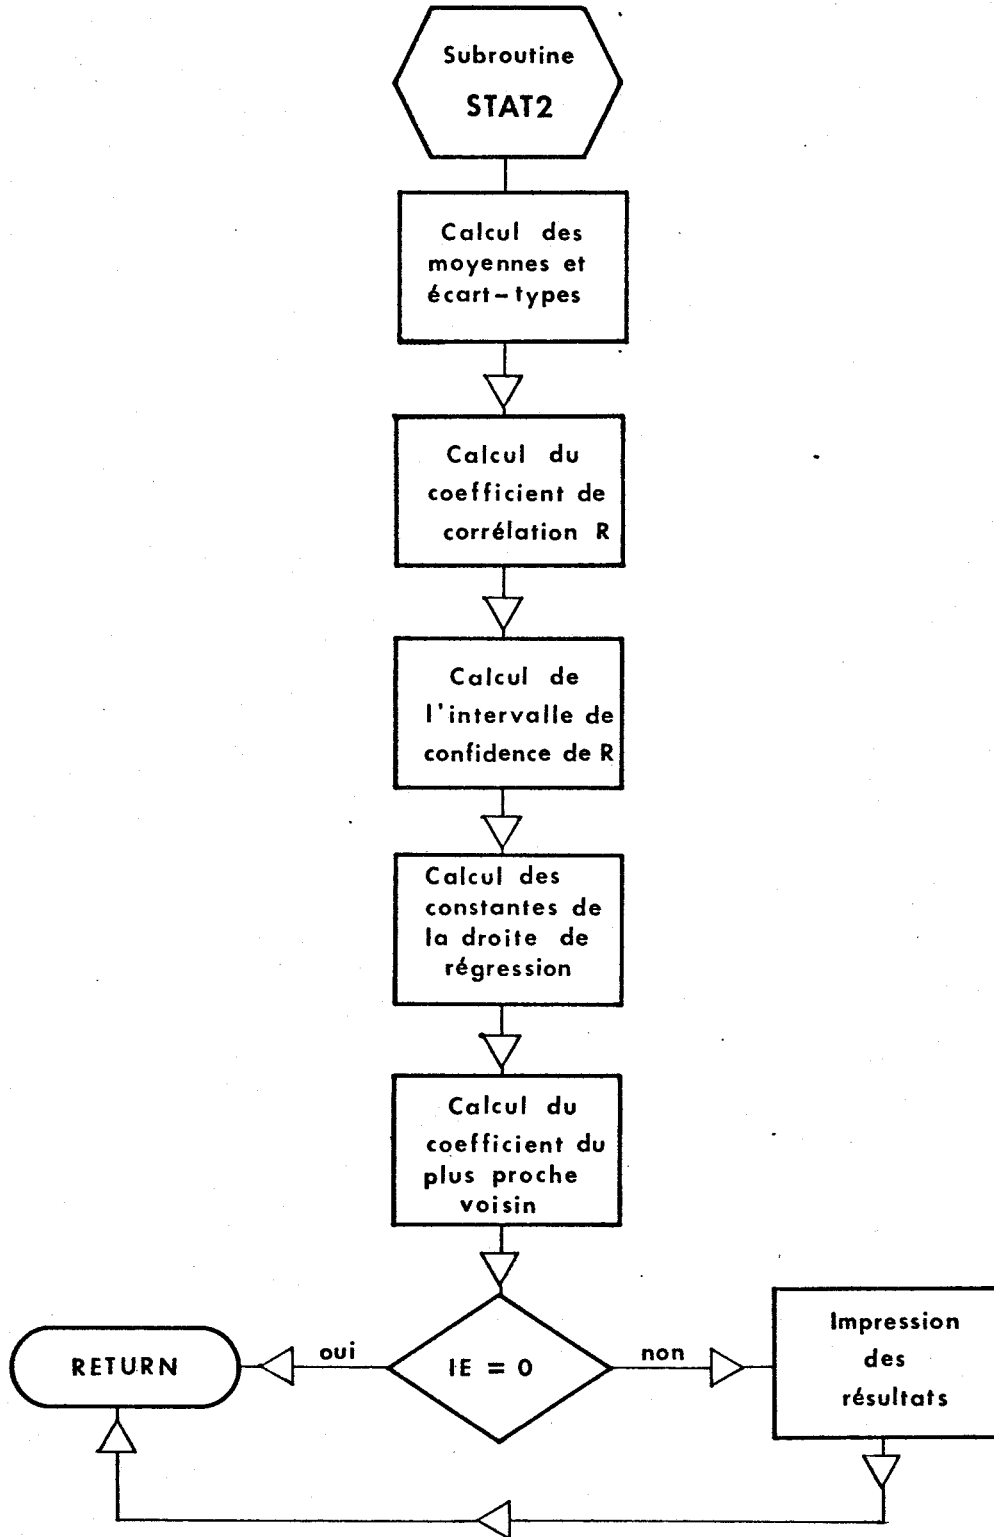 Subroutine
STAT2
Calcul des
moyennes et
écart-types
Calcul du
coefficient de
corrélation R
Calcul de
l'intervalle de
confidence de R
Calcul des
constantes de
la droite de
régression
Calcul du
coefficient du
plus proche
voisin
RETURN
oui
IE = 0
non
Impression
des
résultats